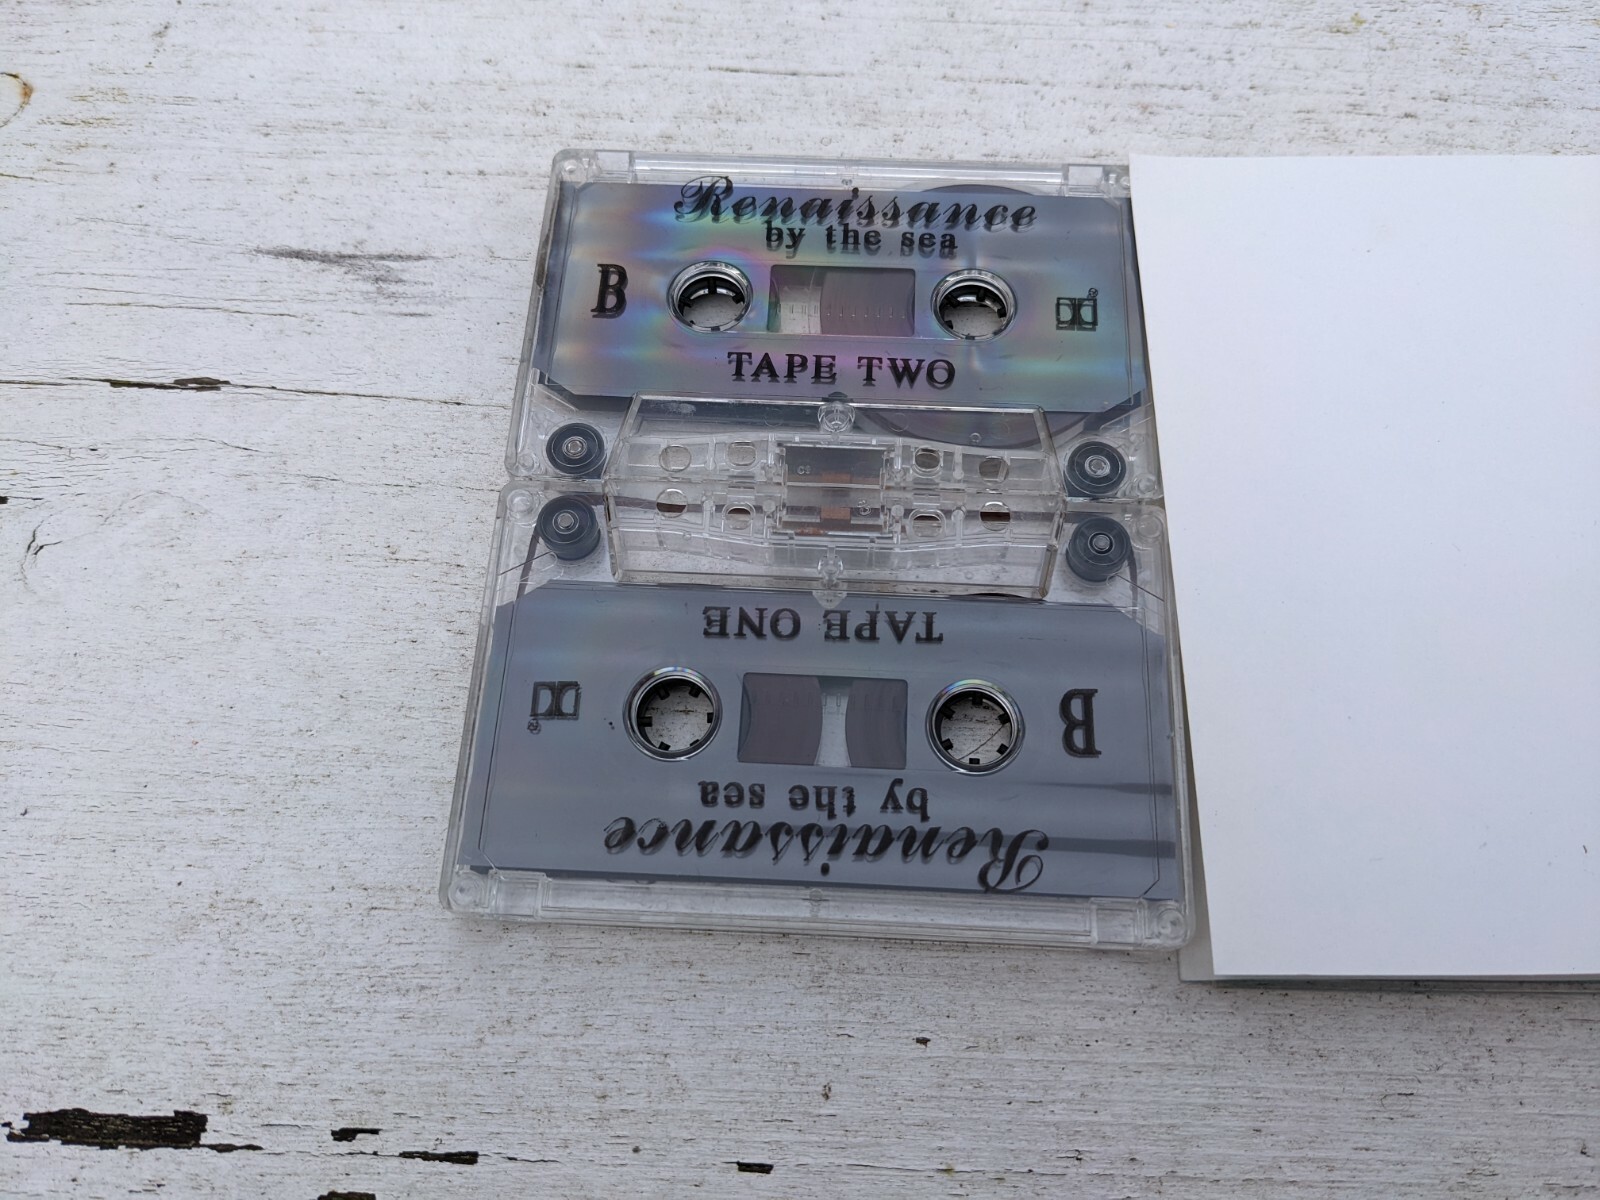 Renaissance
by the sea
B
TAPE TWO
TAPE ONE
B
by the sea
Renaissance